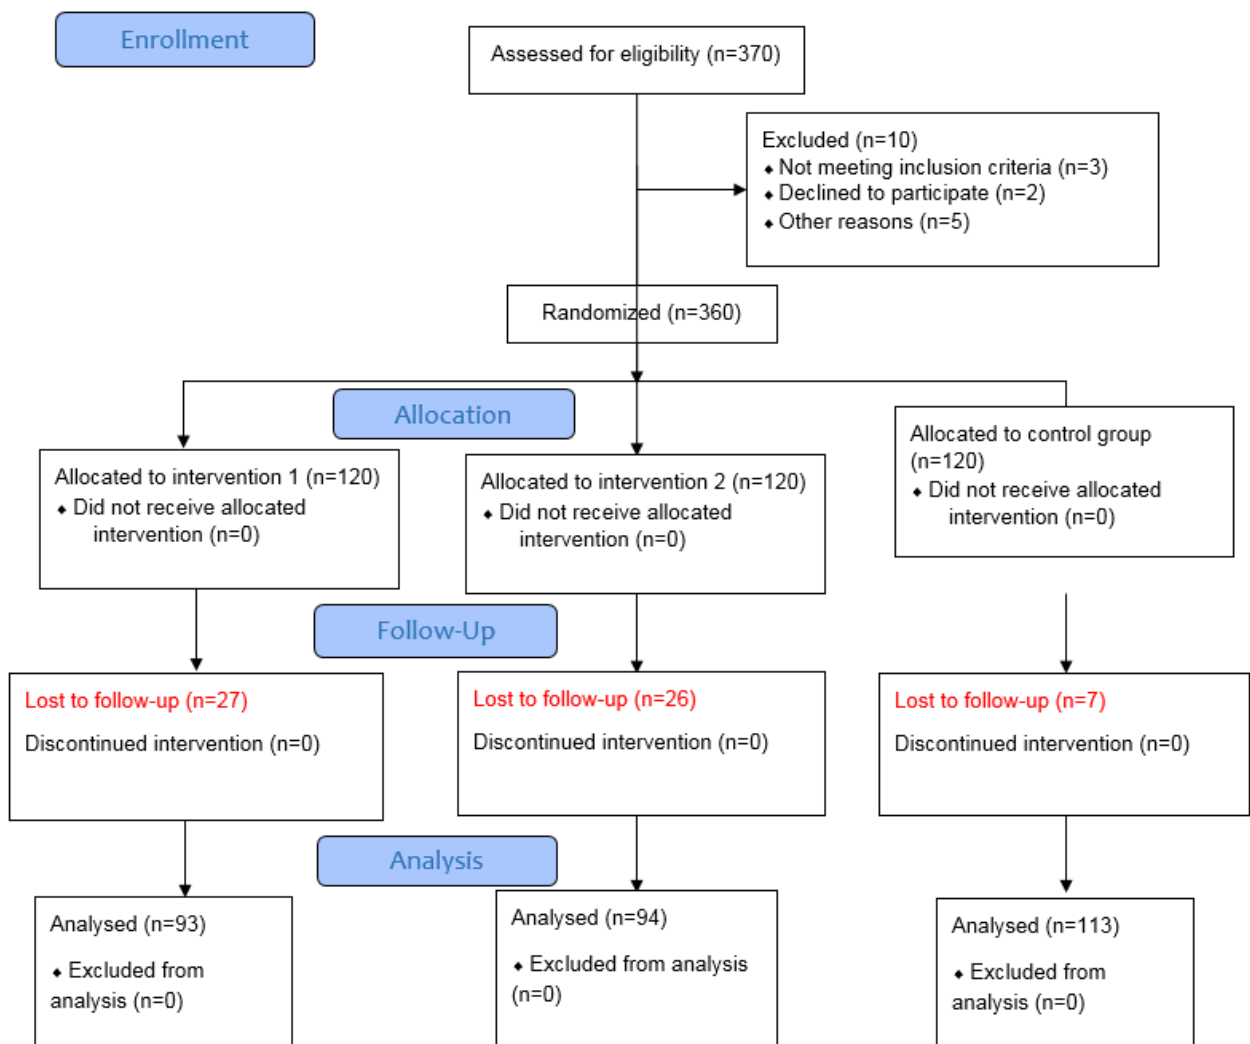 Enrollment
Assessed for eligibility (n=370)
Excluded (n=10)
⬥ Not meeting inclusion criteria (n=3)
⬥ Declined to participate (n=2)
⬥ Other reasons (n=5)
Randomized (n=360)
Allocation
Allocated to intervention 1 (n=120)
⬥ Did not receive allocated
intervention (n=0)
Allocated to intervention 2 (n=120)
⬥ Did not receive allocated
intervention (n=0)
Allocated to control group
(n=120)
⬥ Did not receive allocated
intervention (n=0)
Follow-Up
Lost to follow-up (n=27)
Discontinued intervention (n=0)
Lost to follow-up (n=26)
Discontinued intervention (n=0)
Lost to follow-up (n=7)
Discontinued intervention (n=0)
Analysis
Analysed (n=93)
⬥ Excluded from
analysis (n=0)
Analysed (n=94)
⬥ Excluded from analysis
(n=0)
Analysed (n=113)
⬥ Excluded from
analysis (n=0)